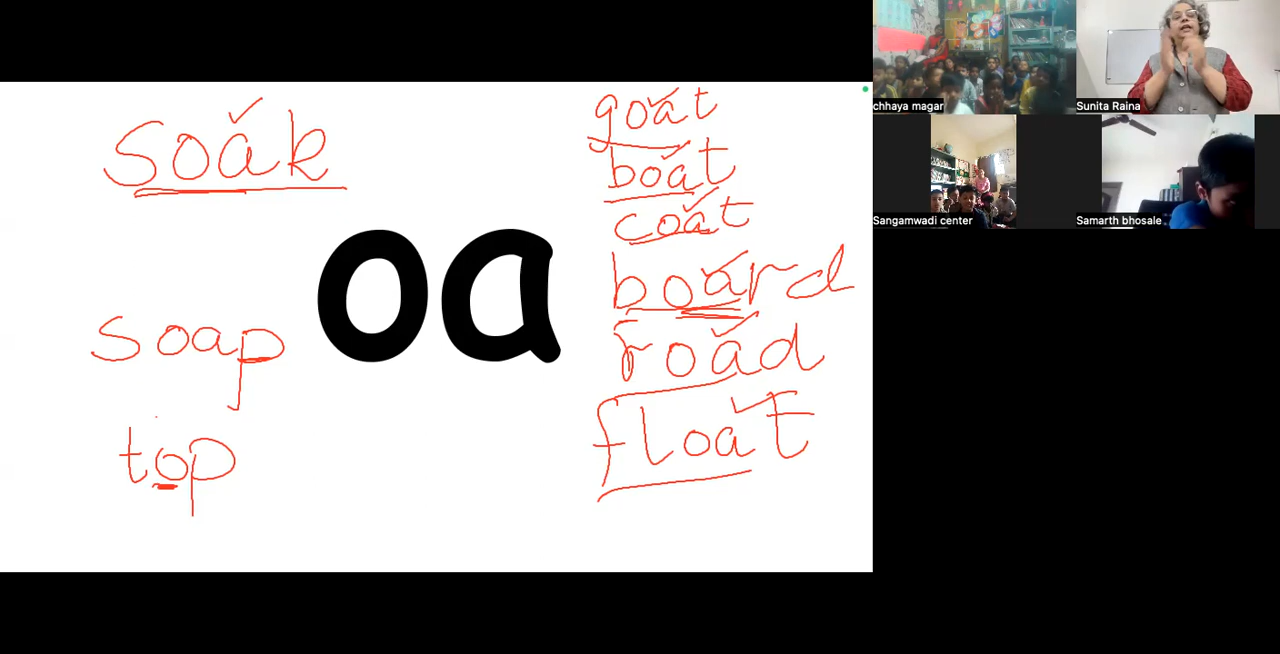 soak
soap
top
oa
goat
boat
coat
board
road
float
chhaya magar
Sunita Raina
Sangamwadi center
Samarth bhosale